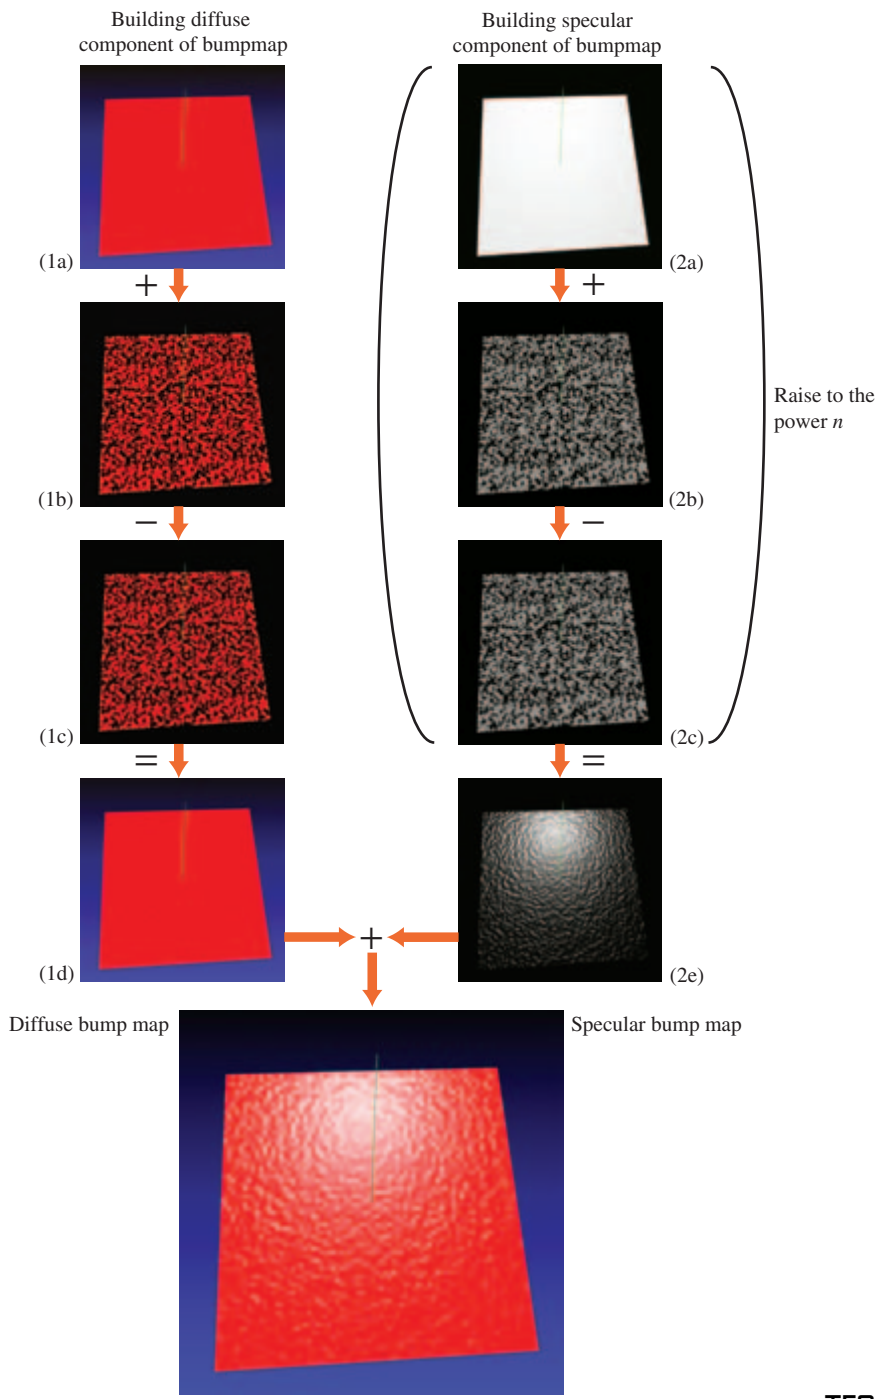 Building diffuse
component of bumpmap
Building specular
component of bumpmap
(1a)
(2a)
+
+
(1b)
(2b)
Raise to the
power n
−
−
(1c)
(2c)
=
=
(1d)
+
(2e)
Diffuse bump map
Specular bump map